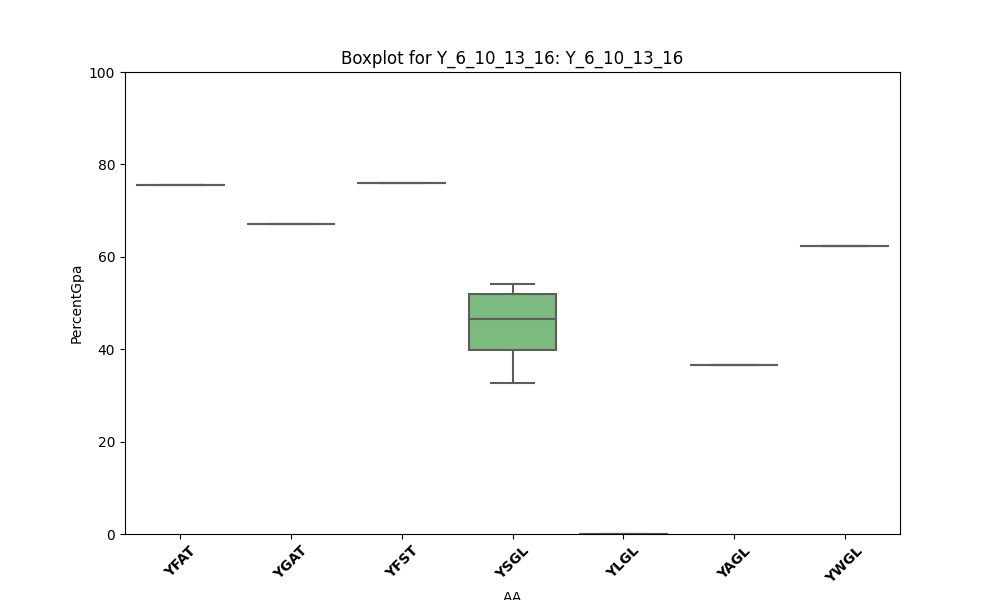 Boxplot for Y_6_10_13_16: Y_6_10_13_16
100
80
60
40
20
0
PercentGpa
YFAT
YGAT
YFST
YSGL
YLGL
YAGL
YWGL
AA